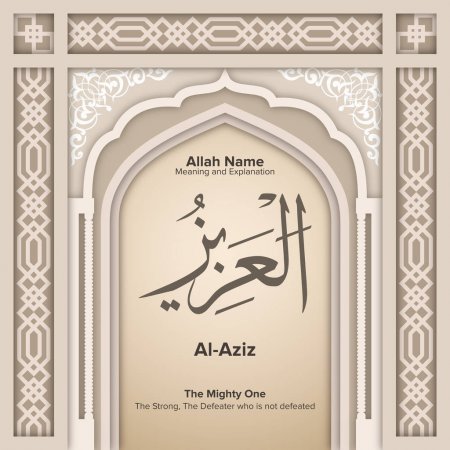 Allah Name
Meaning and Explanation
الْعَزِيزُ
Al-Aziz
The Mighty One
The Strong, The Defeater who is not defeated